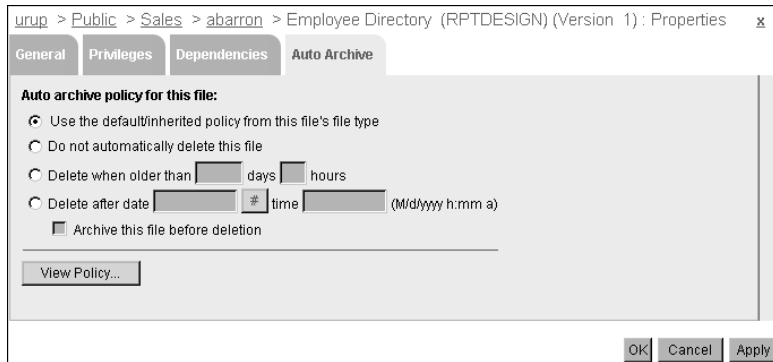 urup > Public > Sales > abarron > Employee Directory (RPTDESIGN) (Version 1) : Properties x
General Privileges Dependencies Auto Archive
Auto archive policy for this file:
Use the default/inherited policy from this file's file type
Do not automatically delete this file
Delete when older than days hours
Delete after date # time (M/d/yyyy h:mm a)
Archive this file before deletion
View Policy...
OK Cancel Apply